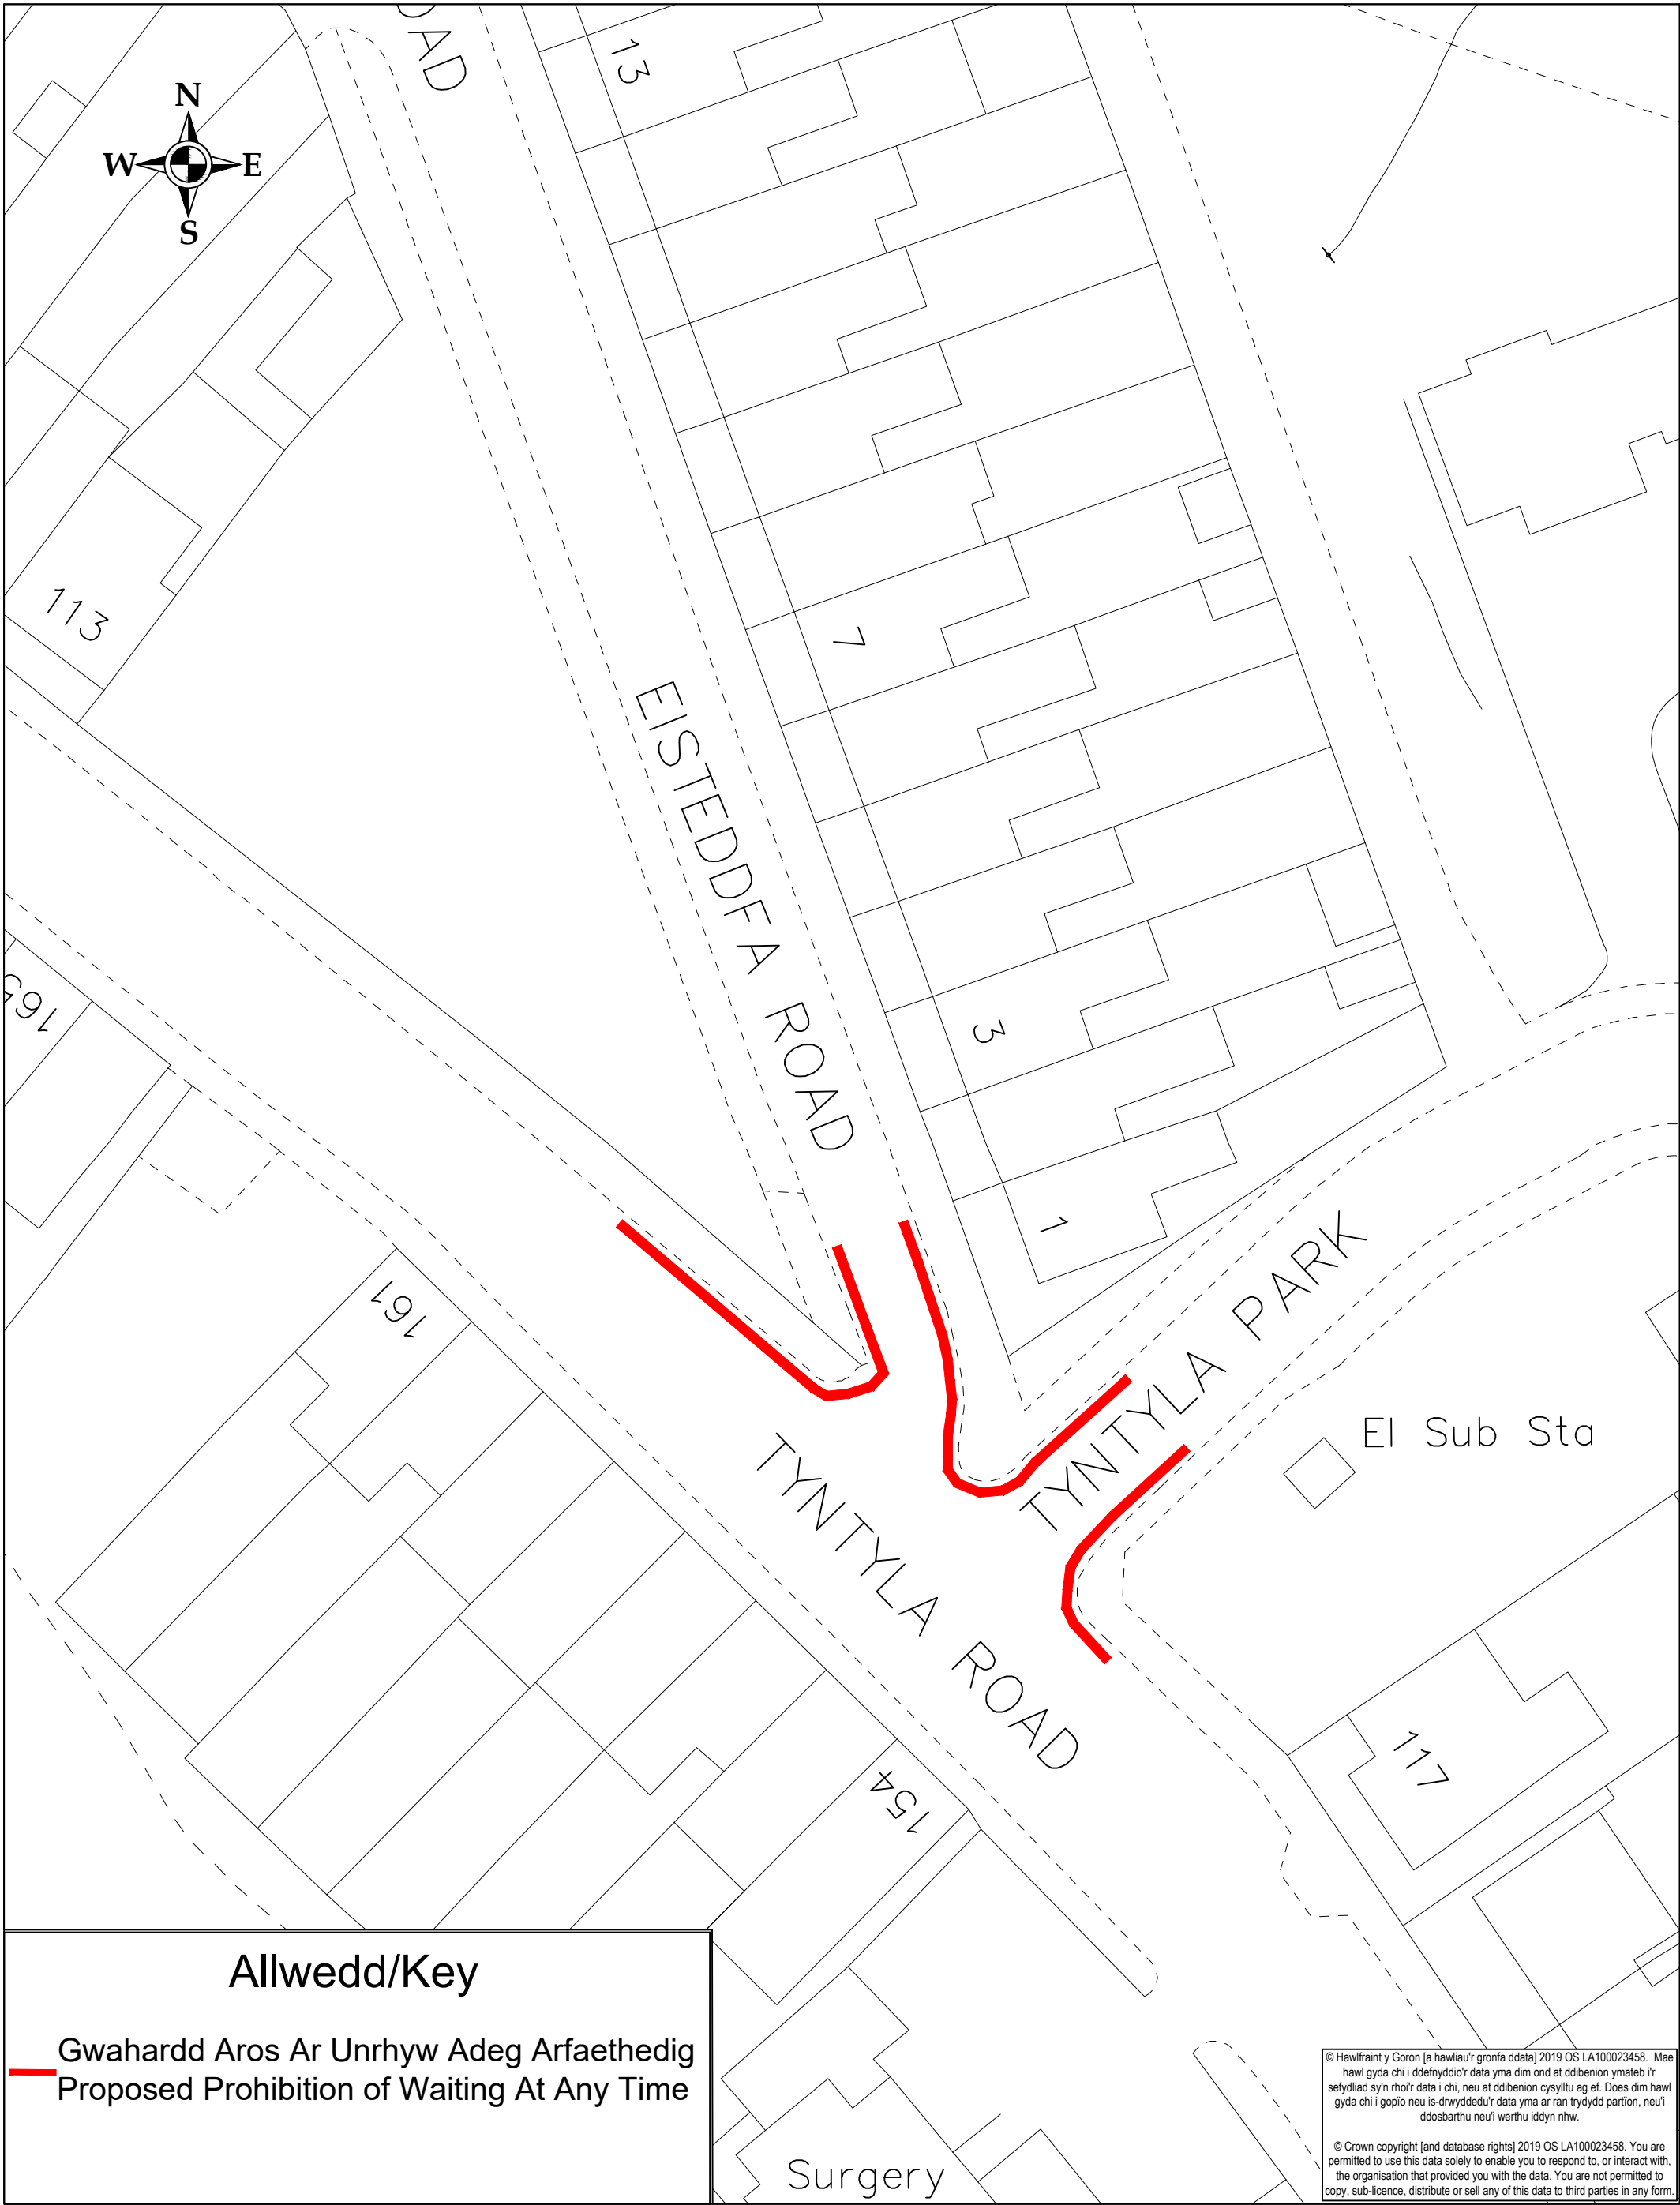 OAD
13
N
W E
S
113
7
EISTEDDFA ROAD
3
1
161
TYNTYLA PARK
El Sub Sta
TYNTYLA ROAD
117
154
Allwedd/Key
Gwahardd Aros Ar Unrhyw Adeg Arfaethedig
Proposed Prohibition of Waiting At Any Time
Surgery
© Hawlfraint y Goron [a hawliau'r gronfa ddata] 2019 OS LA100023458. Mae
hawl gyda chi i ddefnyddio'r data yma dim ond at ddibenion ymateb i'r
sefydliad sy'n rhoi'r data i chi, neu at ddibenion cysylltu ag ef. Does dim hawl
gyda chi i gopïo neu is-drwyddedu'r data yma ar ran trydydd partïon, neu'i
ddosbarthu neu'i werthu iddyn nhw.
© Crown copyright [and database rights] 2019 OS LA100023458. You are
permitted to use this data solely to enable you to respond to, or interact with,
the organisation that provided you with the data. You are not permitted to
copy, sub-licence, distribute or sell any of this data to third parties in any form.